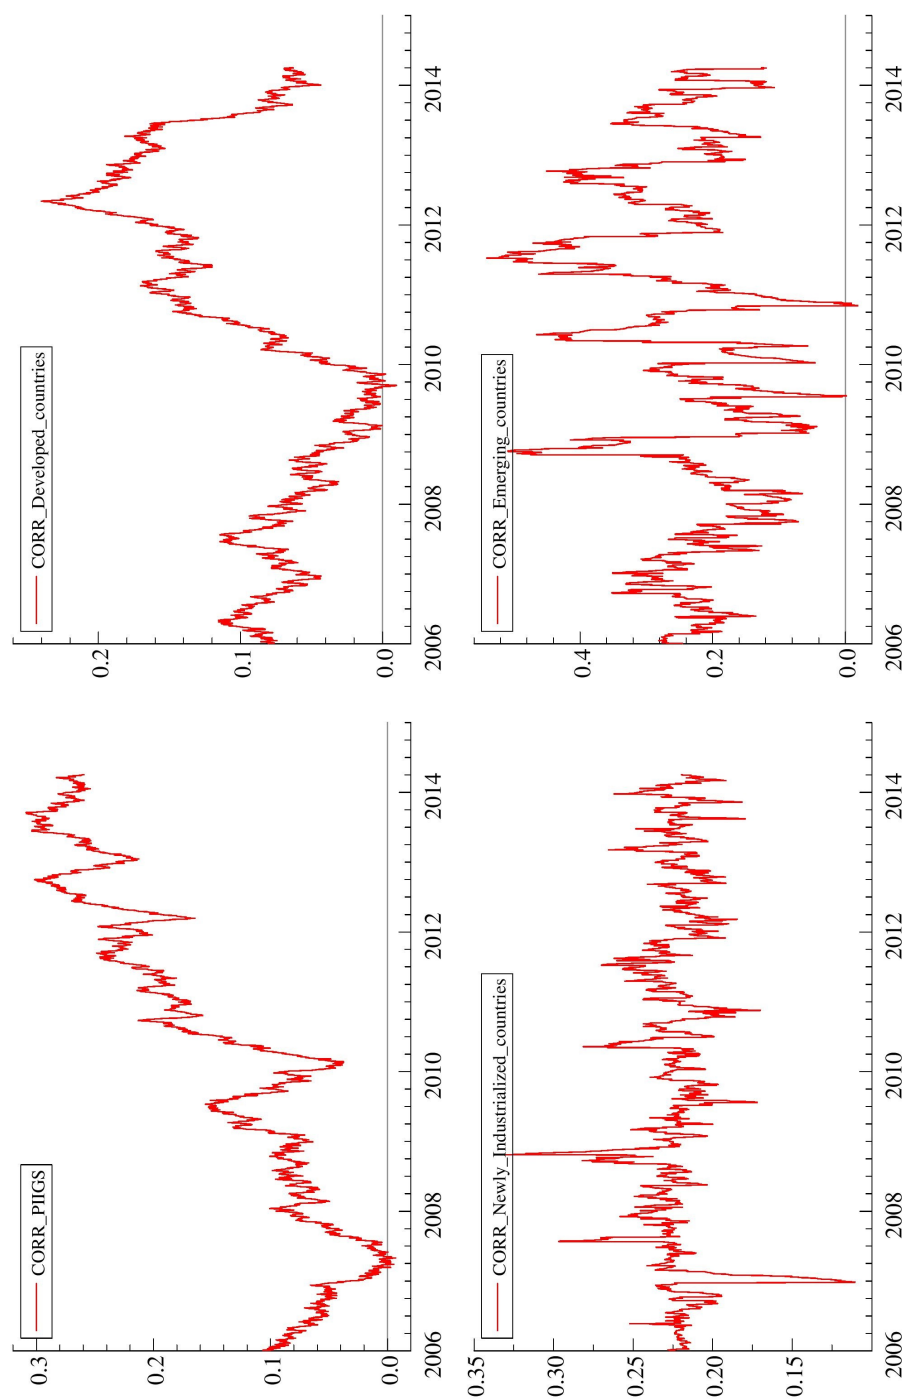 CORR_PIIGS
0.3
0.2
0.1
0.0
2006 2008 2010 2012 2014
CORR_Developed_countries
0.2
0.1
0.0
2006 2008 2010 2012 2014
CORR_Newly_Industrialized_countries
0.35
0.30
0.25
0.20
0.15
2006 2008 2010 2012 2014
CORR_Emerging_countries
0.4
0.2
0.0
2006 2008 2010 2012 2014